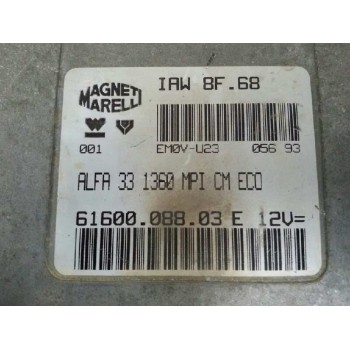 MAGNETI
MARELLI
IAW 8F.68
001 EM0V-U23 056 93
ALFA 33 1360 MPI CM ECO
61600.088.03 E 12V=